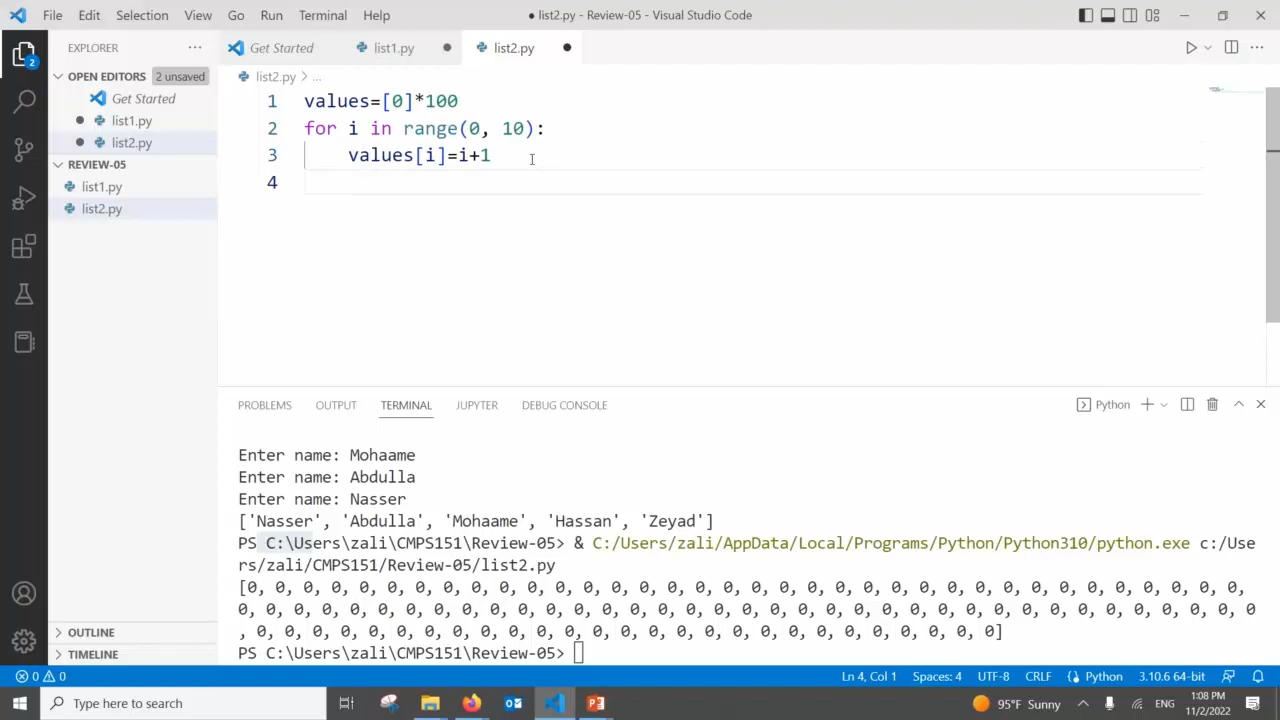 File Edit Selection View Go Run Terminal Help
● list2.py - Review-05 - Visual Studio Code
EXPLORER
Get Started list1.py list2.py
OPEN EDITORS 2 unsaved
Get Started
list1.py
list2.py
REVIEW-05
list1.py
list2.py
OUTLINE
TIMELINE
2
list2.py > ...
1 values=[0]*100
2 for i in range(0, 10):
3 values[i]=i+1
4
PROBLEMS OUTPUT TERMINAL JUPYTER DEBUG CONSOLE
Python
Enter name: Mohaame
Enter name: Abdulla
Enter name: Nasser
['Nasser', 'Abdulla', 'Mohaame', 'Hassan', 'Zeyad']
PS C:\Users\zali\CMPS151\Review-05> & C:/Users/zali/AppData/Local/Programs/Python/Python310/python.exe c:/Use
rs/zali/CMPS151/Review-05/list2.py
[0, 0, 0, 0, 0, 0, 0, 0, 0, 0, 0, 0, 0, 0, 0, 0, 0, 0, 0, 0, 0, 0, 0, 0, 0, 0, 0, 0, 0, 0, 0, 0, 0, 0, 0, 0,
0, 0, 0, 0, 0, 0, 0, 0, 0, 0, 0, 0, 0, 0, 0, 0, 0, 0, 0, 0, 0, 0, 0, 0, 0, 0, 0, 0, 0, 0, 0, 0, 0, 0, 0, 0, 0
, 0, 0, 0, 0, 0, 0, 0, 0, 0, 0, 0, 0, 0, 0, 0, 0, 0, 0, 0, 0, 0, 0, 0, 0, 0, 0, 0]
PS C:\Users\zali\CMPS151\Review-05>
0 0 Ln 4, Col 1 Spaces: 4 UTF-8 CRLF Python 3.10.6 64-bit
Type here to search
95°F Sunny ENG
1:08 PM
11/2/2022